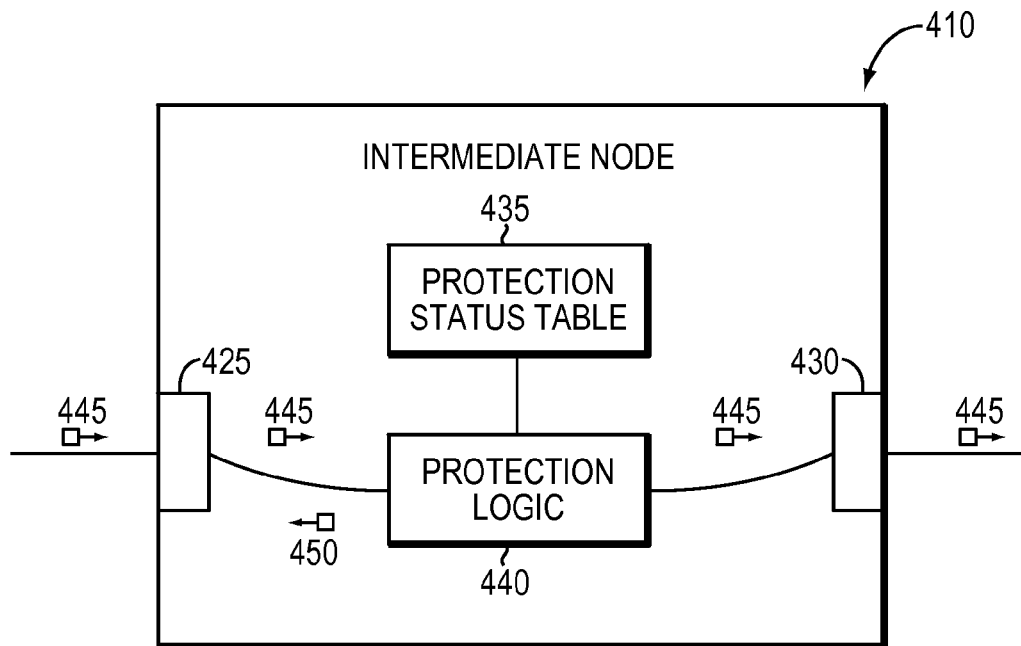 410
INTERMEDIATE NODE
435
PROTECTION
STATUS TABLE
425
430
445
445
445
445
PROTECTION
LOGIC
450
440